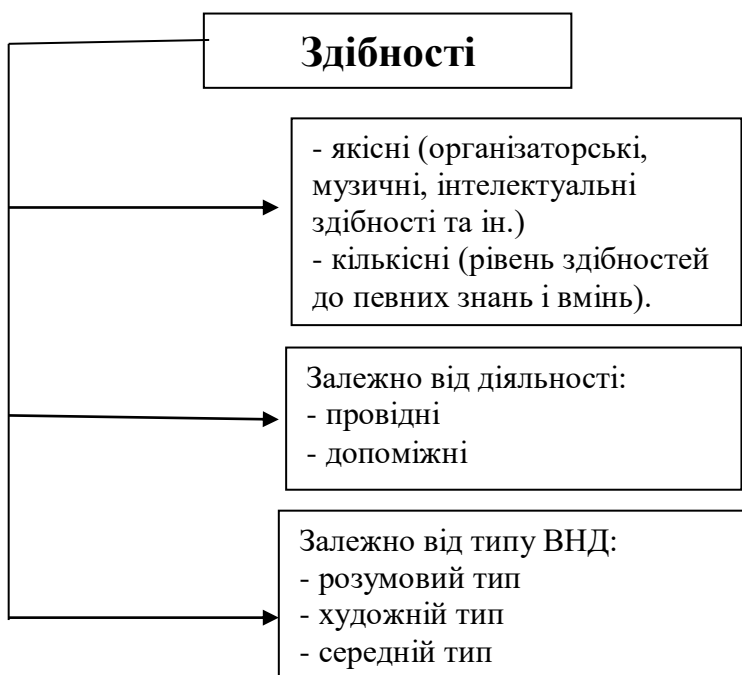 Здібності
- якісні (організаторські,
музичні, інтелектуальні
здібності та ін.)
- кількісні (рівень здібностей
до певних знань і вмінь).
Залежно від діяльності:
- провідні
- допоміжні
Залежно від типу ВНД:
- розумовий тип
- художній тип
- середній тип